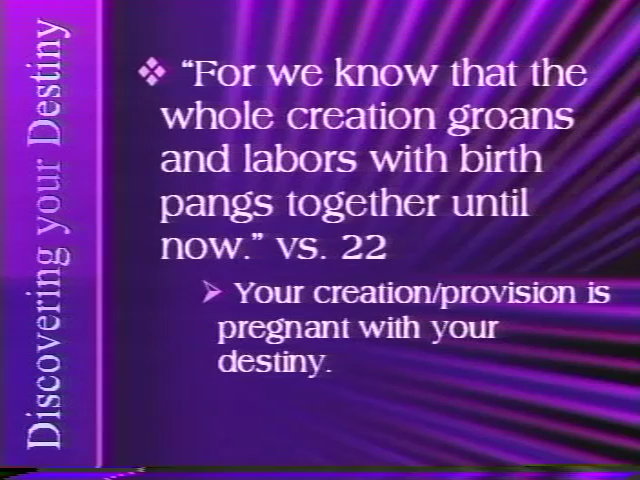 Discovering your Destiny
❖ “For we know that the
whole creation groans
and labors with birth
pangs together until
now.” vs. 22
➢ Your creation/provision is
pregnant with your
destiny.